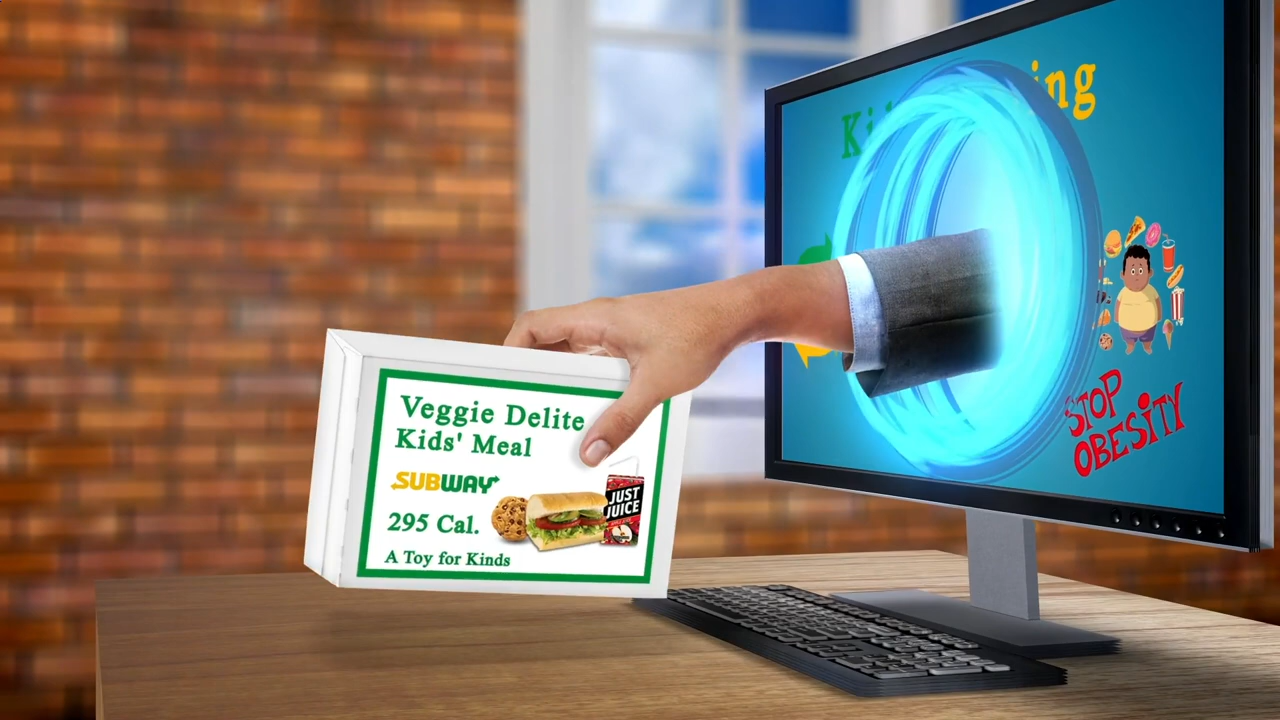 Veggie Delite
Kids' Meal
SUBWAY
295 Cal.
A Toy for Kinds
JUST
JUICE
STOP
OBESITY